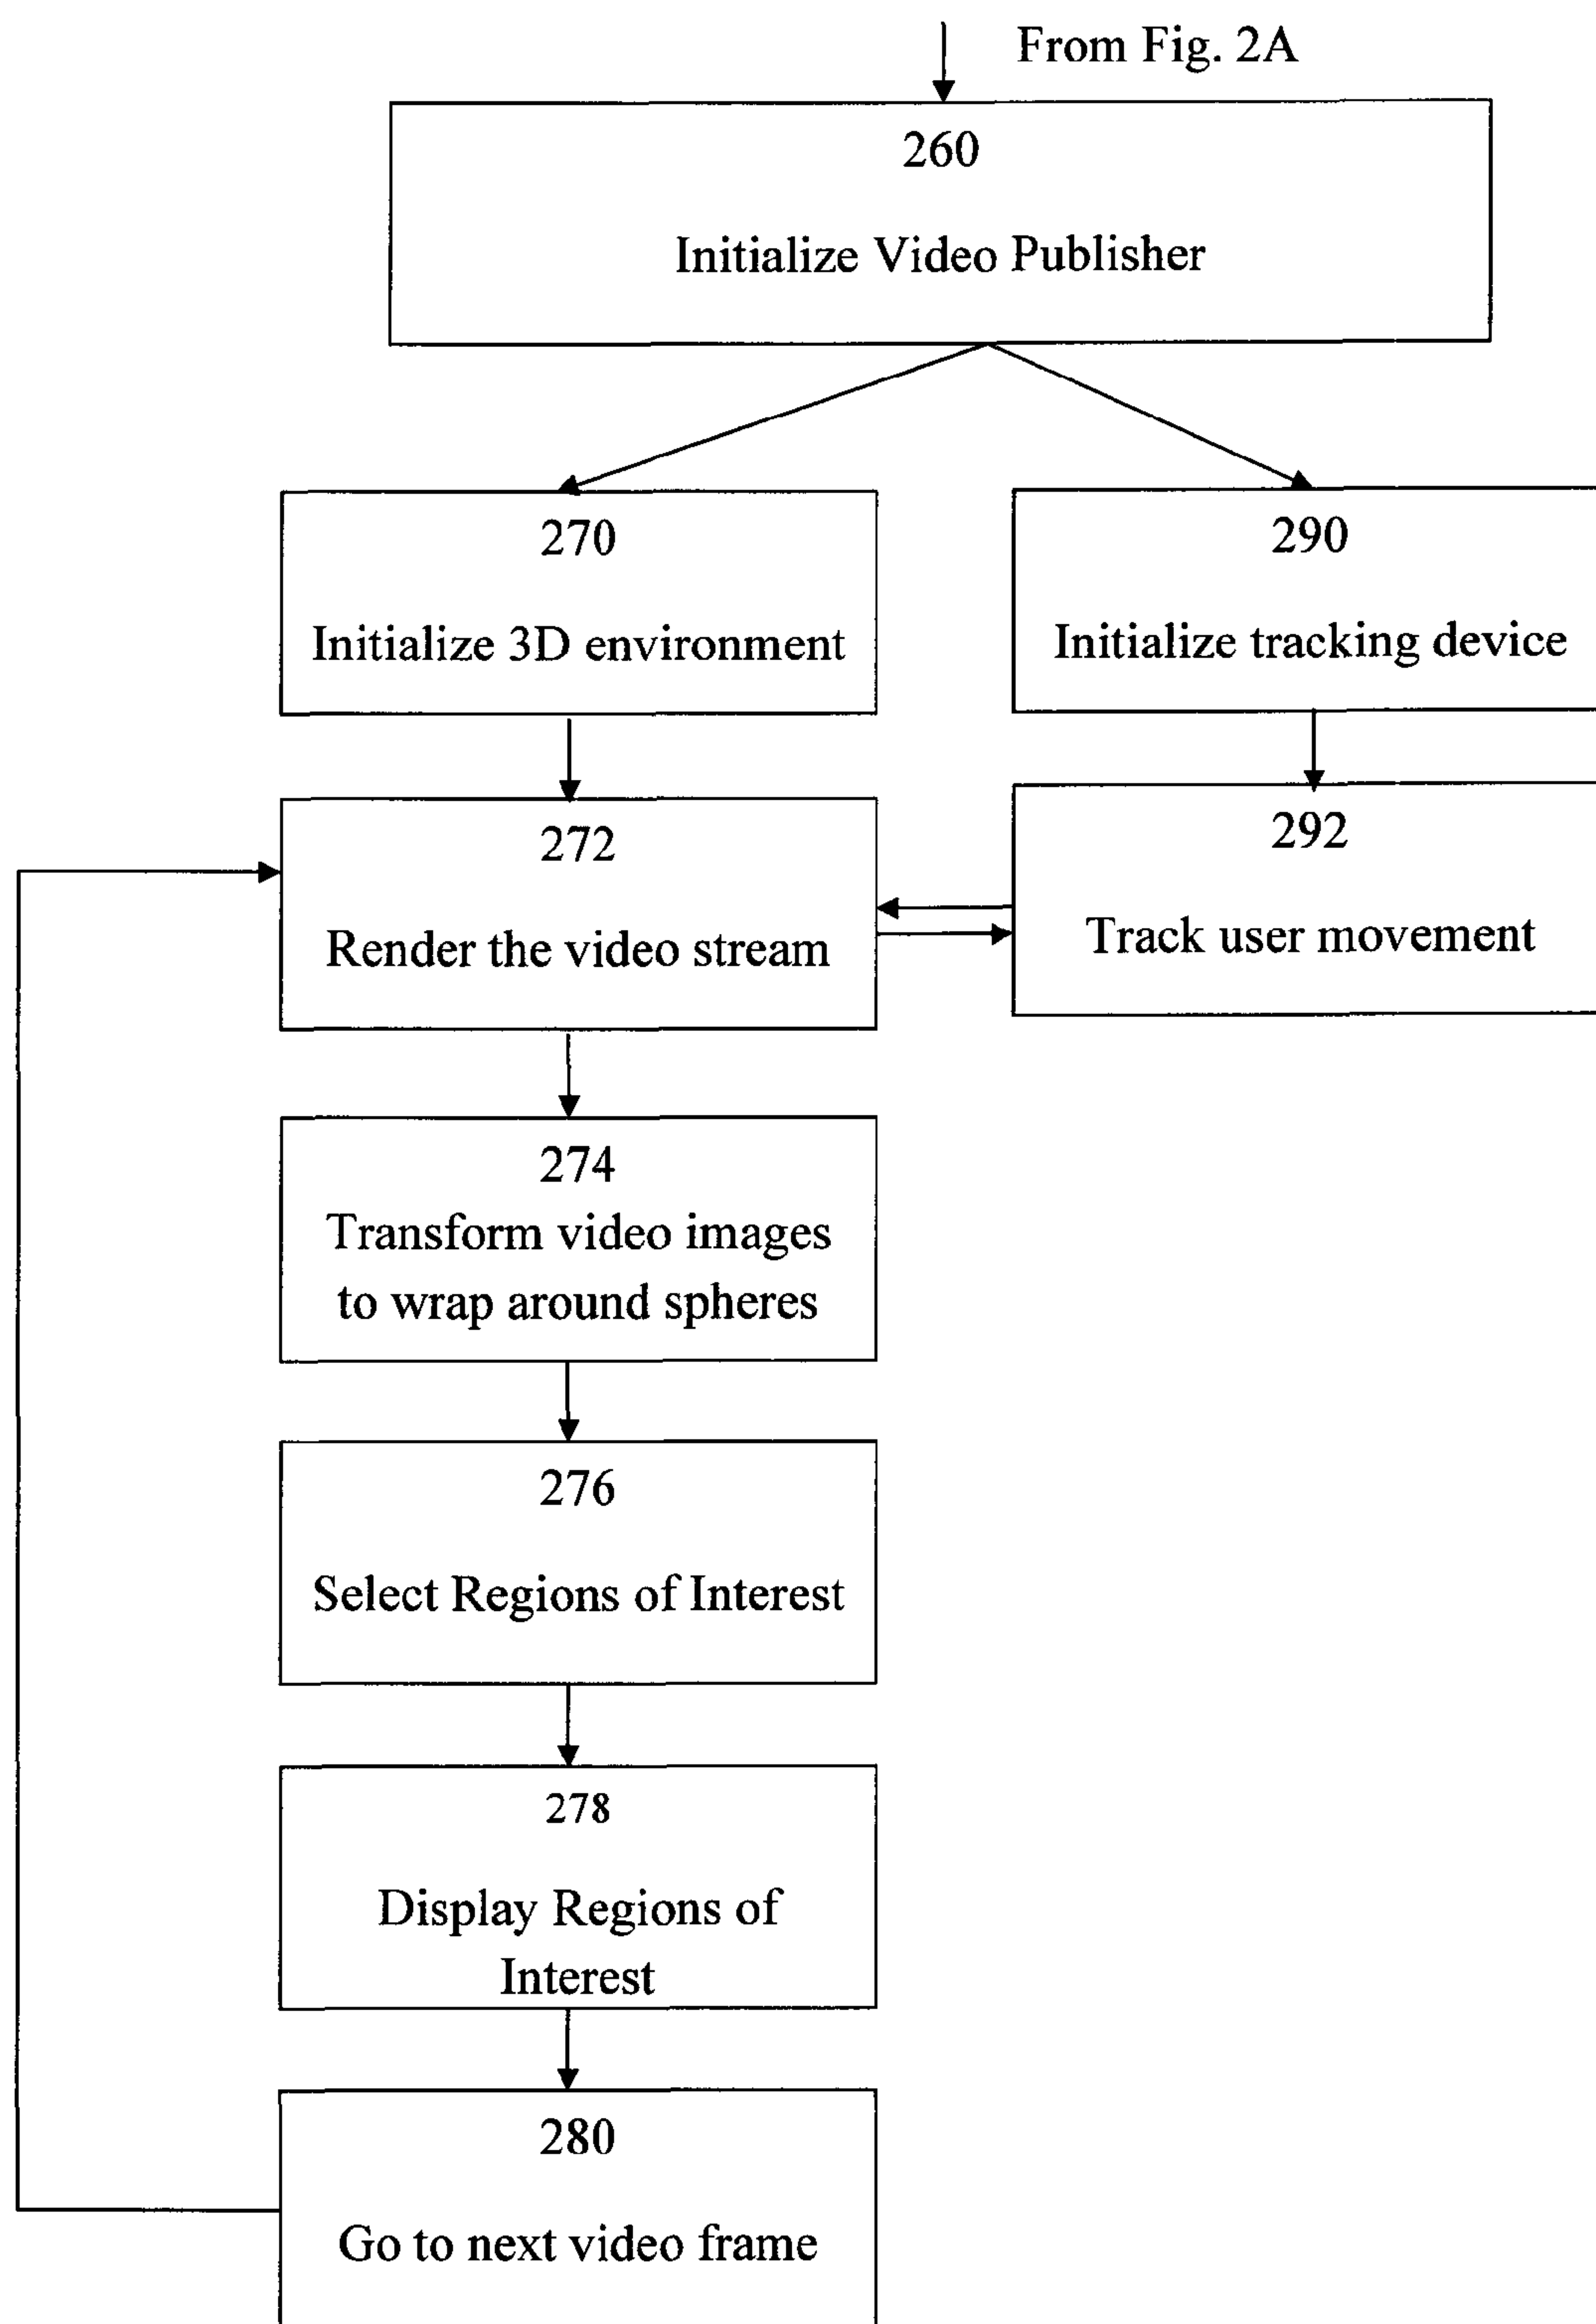 From Fig. 2A
260
Initialize Video Publisher
270
Initialize 3D environment
290
Initialize tracking device
272
Render the video stream
292
Track user movement
274
Transform video images
to wrap around spheres
276
Select Regions of Interest
278
Display Regions of
Interest
280
Go to next video frame